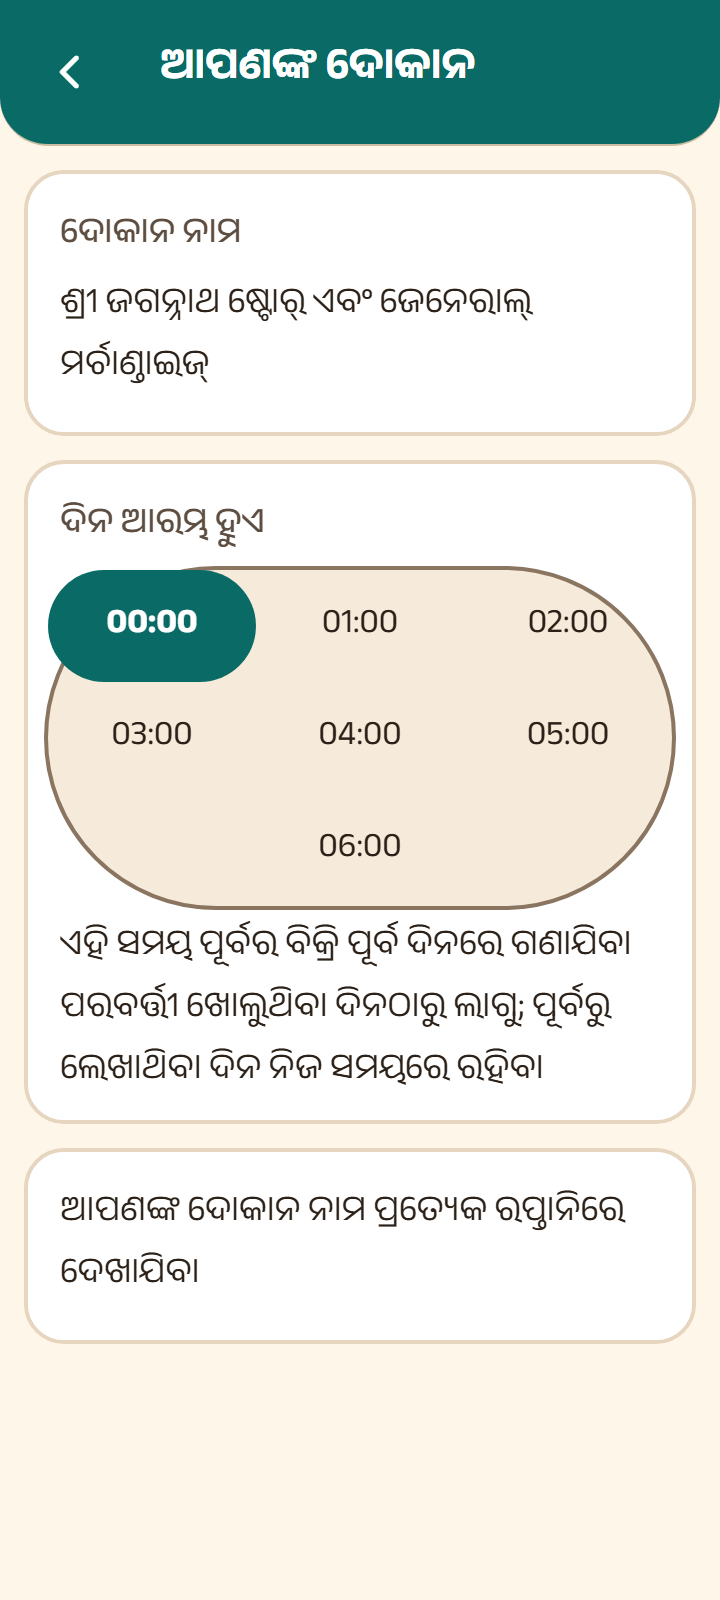 ଆପଣଙ୍କ ଦୋକାନ
ଦୋକାନ ନାମ
ଶ୍ରୀ ଜଗନ୍ନାଥ ଷ୍ଟୋର୍ ଏବଂ ଜେନେରାଲ୍
ମର୍ଚାଣ୍ଡାଇଜ୍
ଦିନ ଆରମ୍ଭ ହୁଏ
00:00 01:00 02:00
03:00 04:00 05:00
06:00
ଏହି ସମୟ ପୂର୍ବର ବିକ୍ରି ପୂର୍ବ ଦିନରେ ଗଣାଯିବା
ପରବର୍ତ୍ତୀ ଖୋଲୁଥିବା ଦିନଠାରୁ ଲାଗୁ; ପୂର୍ବରୁ
ଲେଖାଥିବା ଦିନ ନିଜ ସମୟରେ ରହିବା
ଆପଣଙ୍କ ଦୋକାନ ନାମ ପ୍ରତ୍ୟେକ ରପ୍ତାନିରେ
ଦେଖାଯିବା